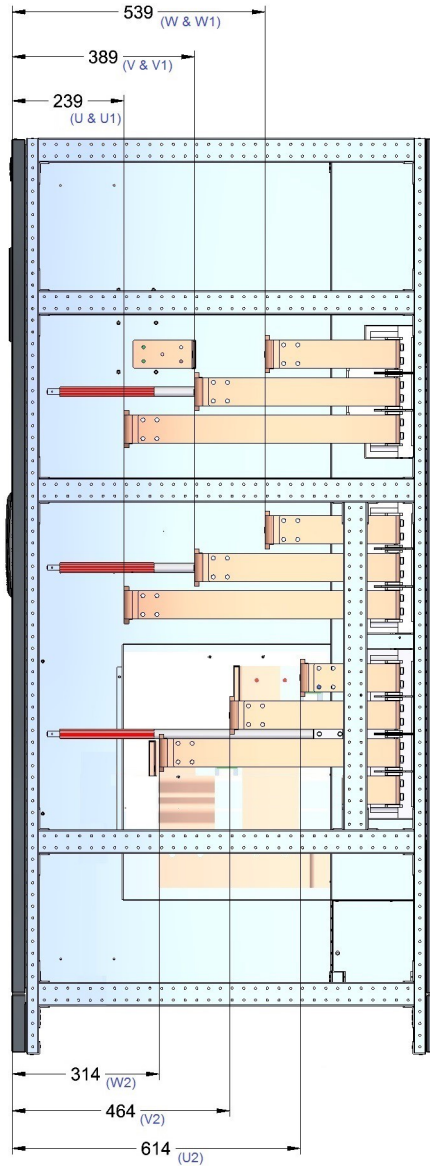 539
(W & W1)
389
(V & V1)
239
(U & U1)
314
(W2)
464
(V2)
614
(U2)